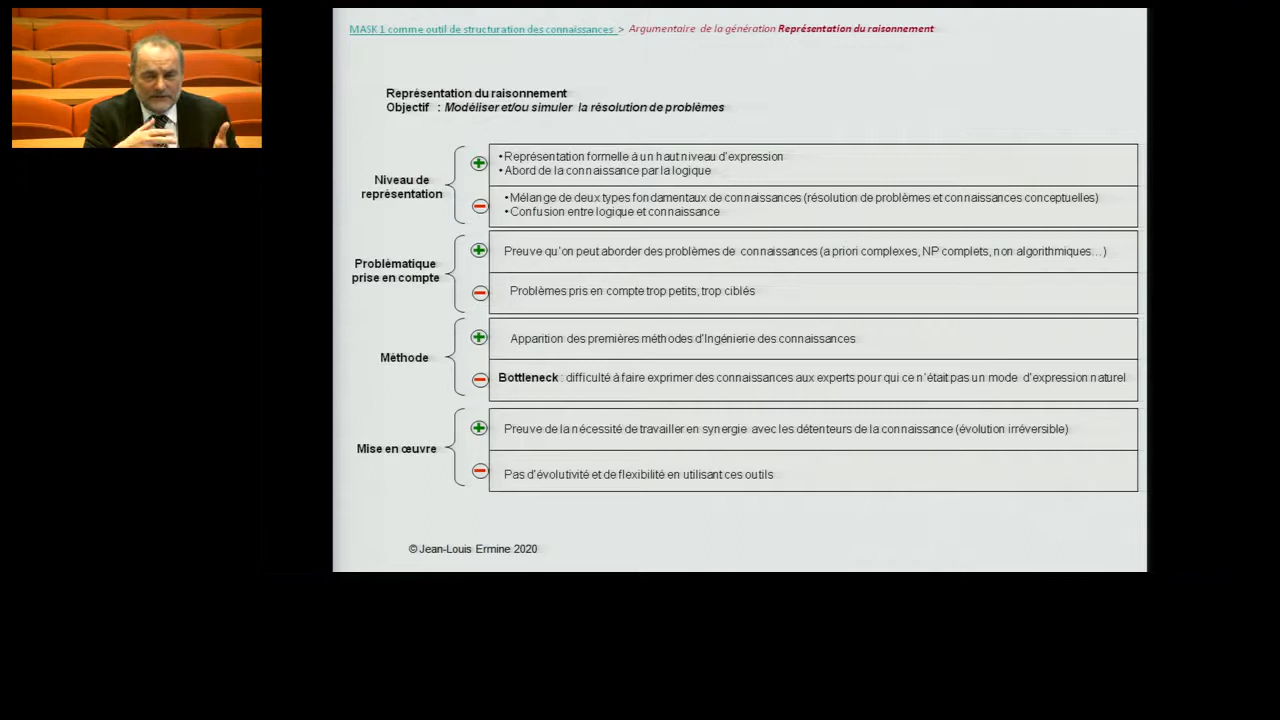 MASK 1 comme outil de structuration des connaissances > Argumentaire de la génération Représentation du raisonnement
Représentation du raisonnement
Objectif : Modéliser et/ou simuler la résolution de problèmes
Niveau de
représentation
•Représentation formelle à un haut niveau d'expression
•Abord de la connaissance par la logique
•Mélange de deux types fondamentaux de connaissances (résolution de problèmes et connaissances conceptuelles)
•Confusion entre logique et connaissance
Problèmatique
prise en compte
Preuve qu'on peut aborder des problèmes de connaissances (a priori complexes, NP complets, non algorithmiques…)
Problèmes pris en compte trop petits, trop ciblés
Méthode
Apparition des premières méthodes d'Ingénierie des connaissances
Bottleneck : difficulté à faire exprimer des connaissances aux experts pour qui ce n'était pas un mode d'expression naturel
Mise en œuvre
Preuve de la nécessité de travailler en synergie avec les détenteurs de la connaissance (évolution irréversible)
Pas d'évolutivité et de flexibilité en utilisant ces outils
© Jean-Louis Ermine 2020